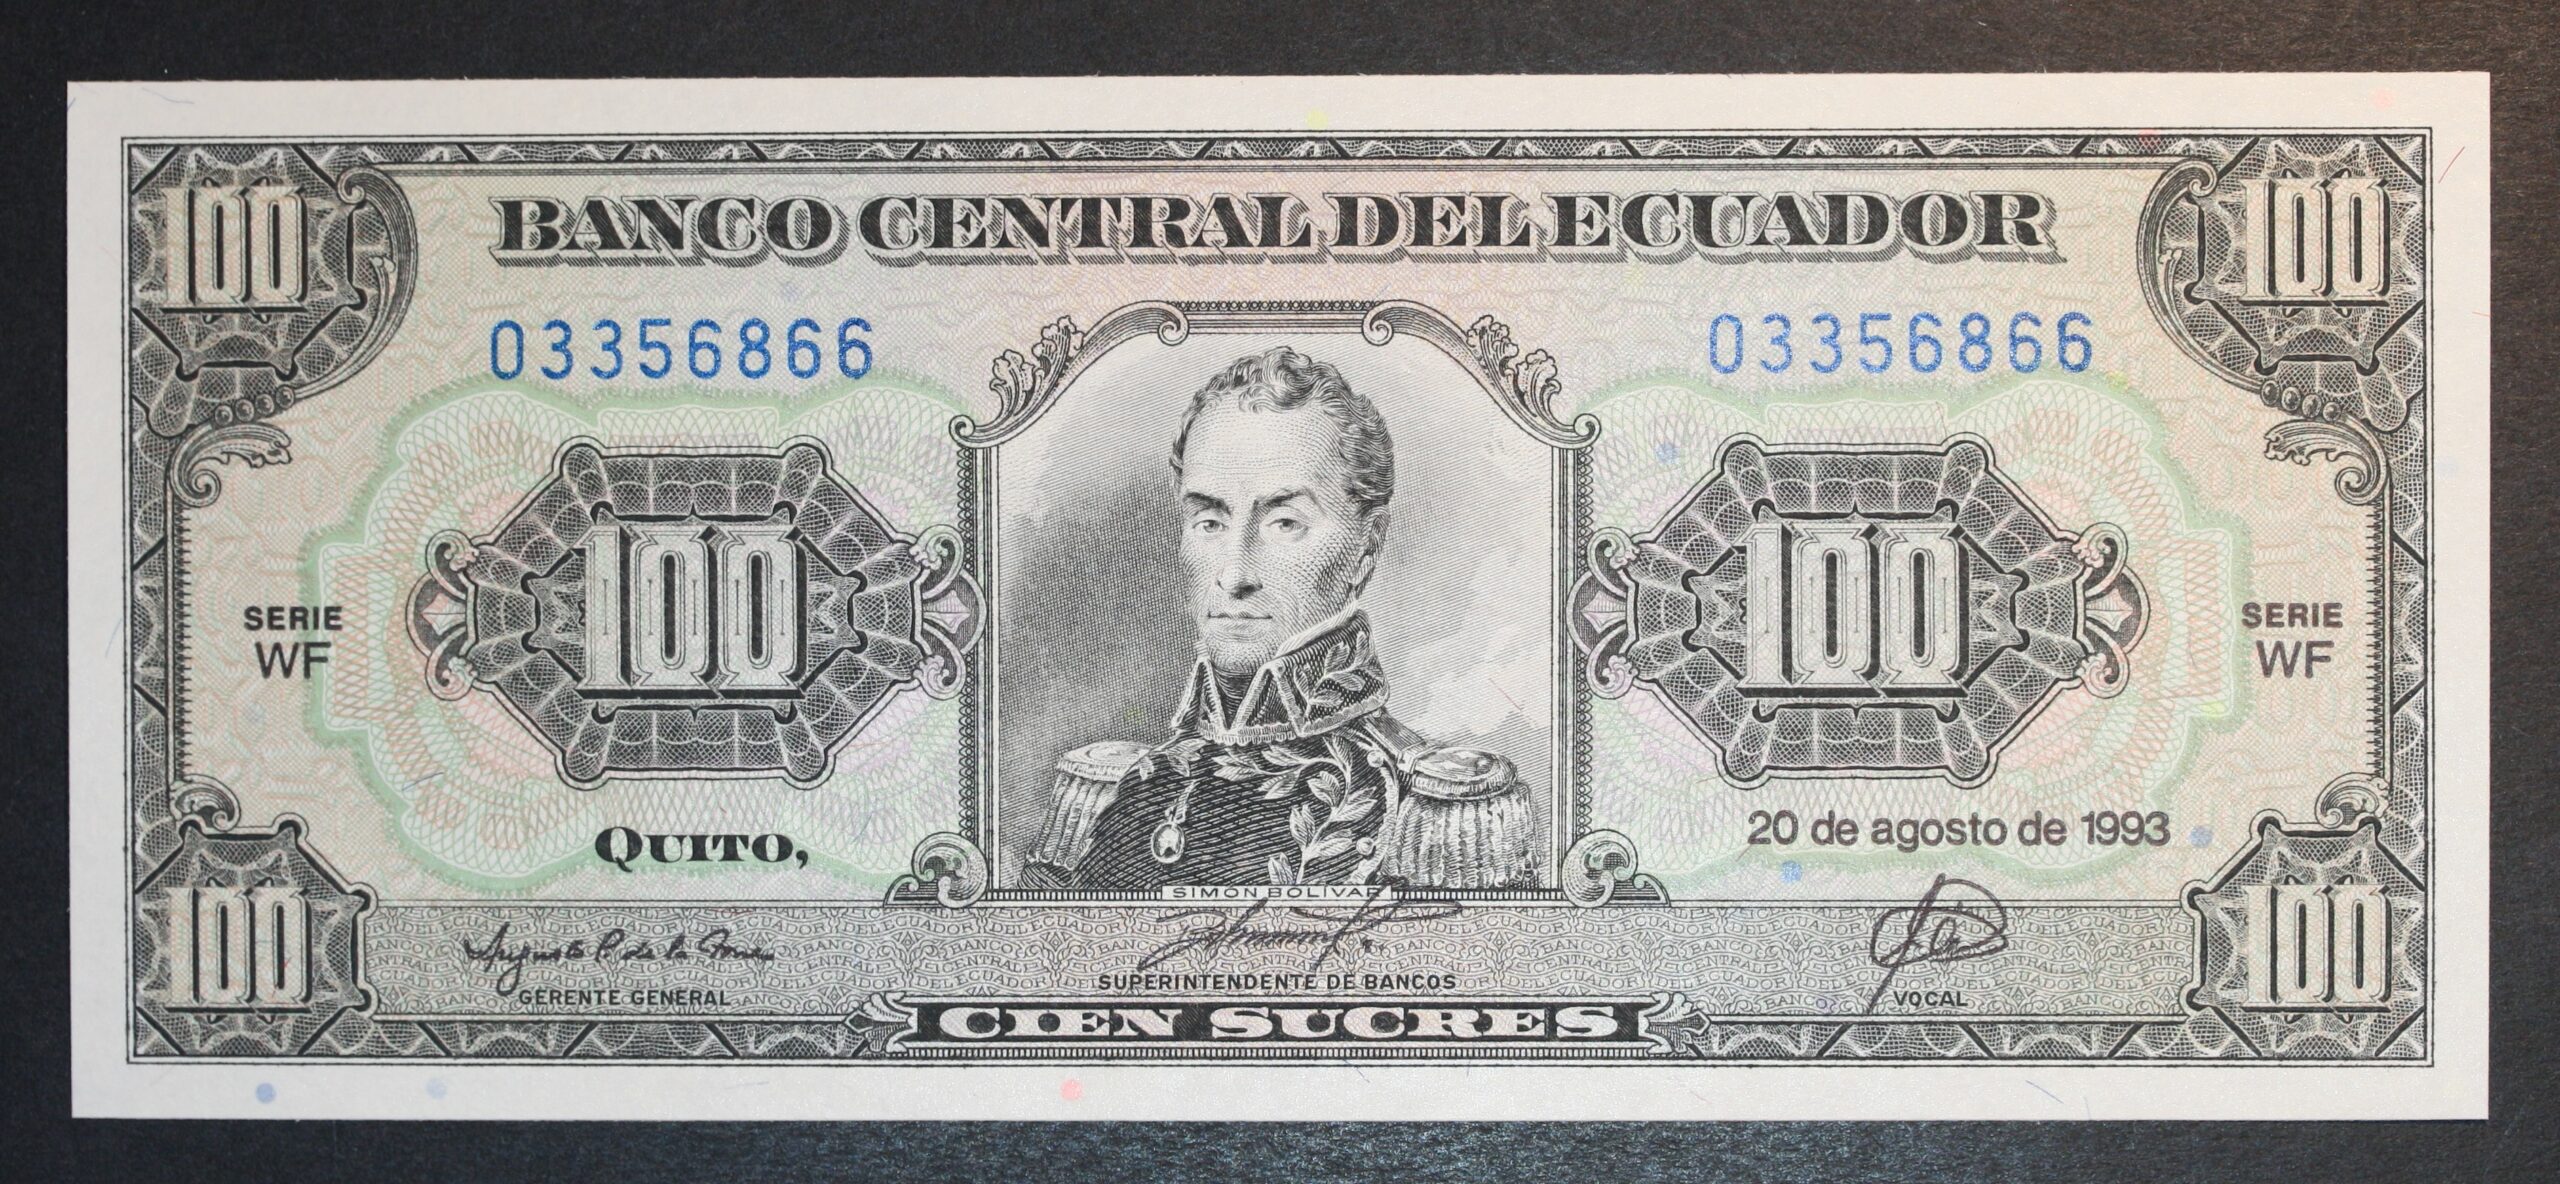 100 100
BANCO CENTRAL DEL ECUADOR
03356866 03356866
100 100
SERIE
WF
SERIE
WF
QUITO,
20 de agosto de 1993
SIMON BOLIVAR
GERENTE GENERAL
SUPERINTENDENTE DE BANCOS
VOCAL
100 100
CIEN SUCRES